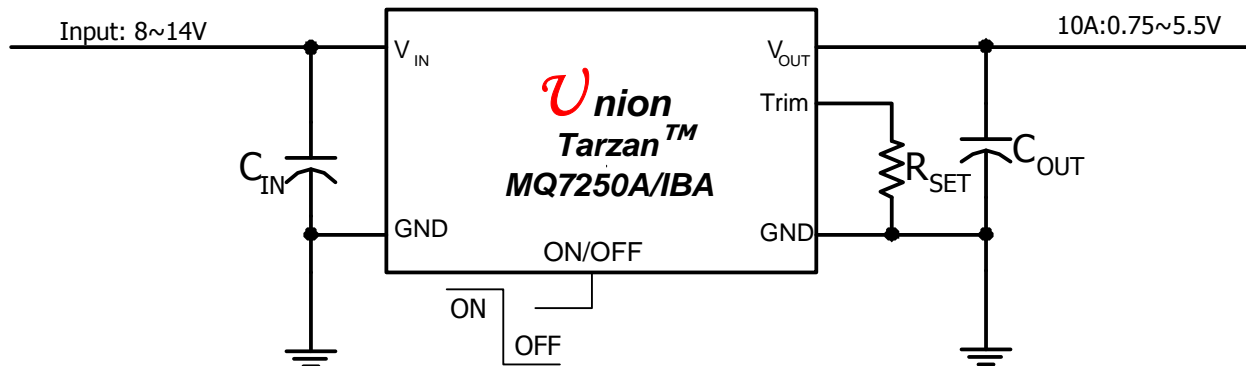 Input: 8~14V
10A:0.75~5.5V
VIN
VOUT
Union
Trim
Tarzan™
CIN
RSET
COUT
MQ7250A/IBA
GND
GND
ON/OFF
ON
OFF